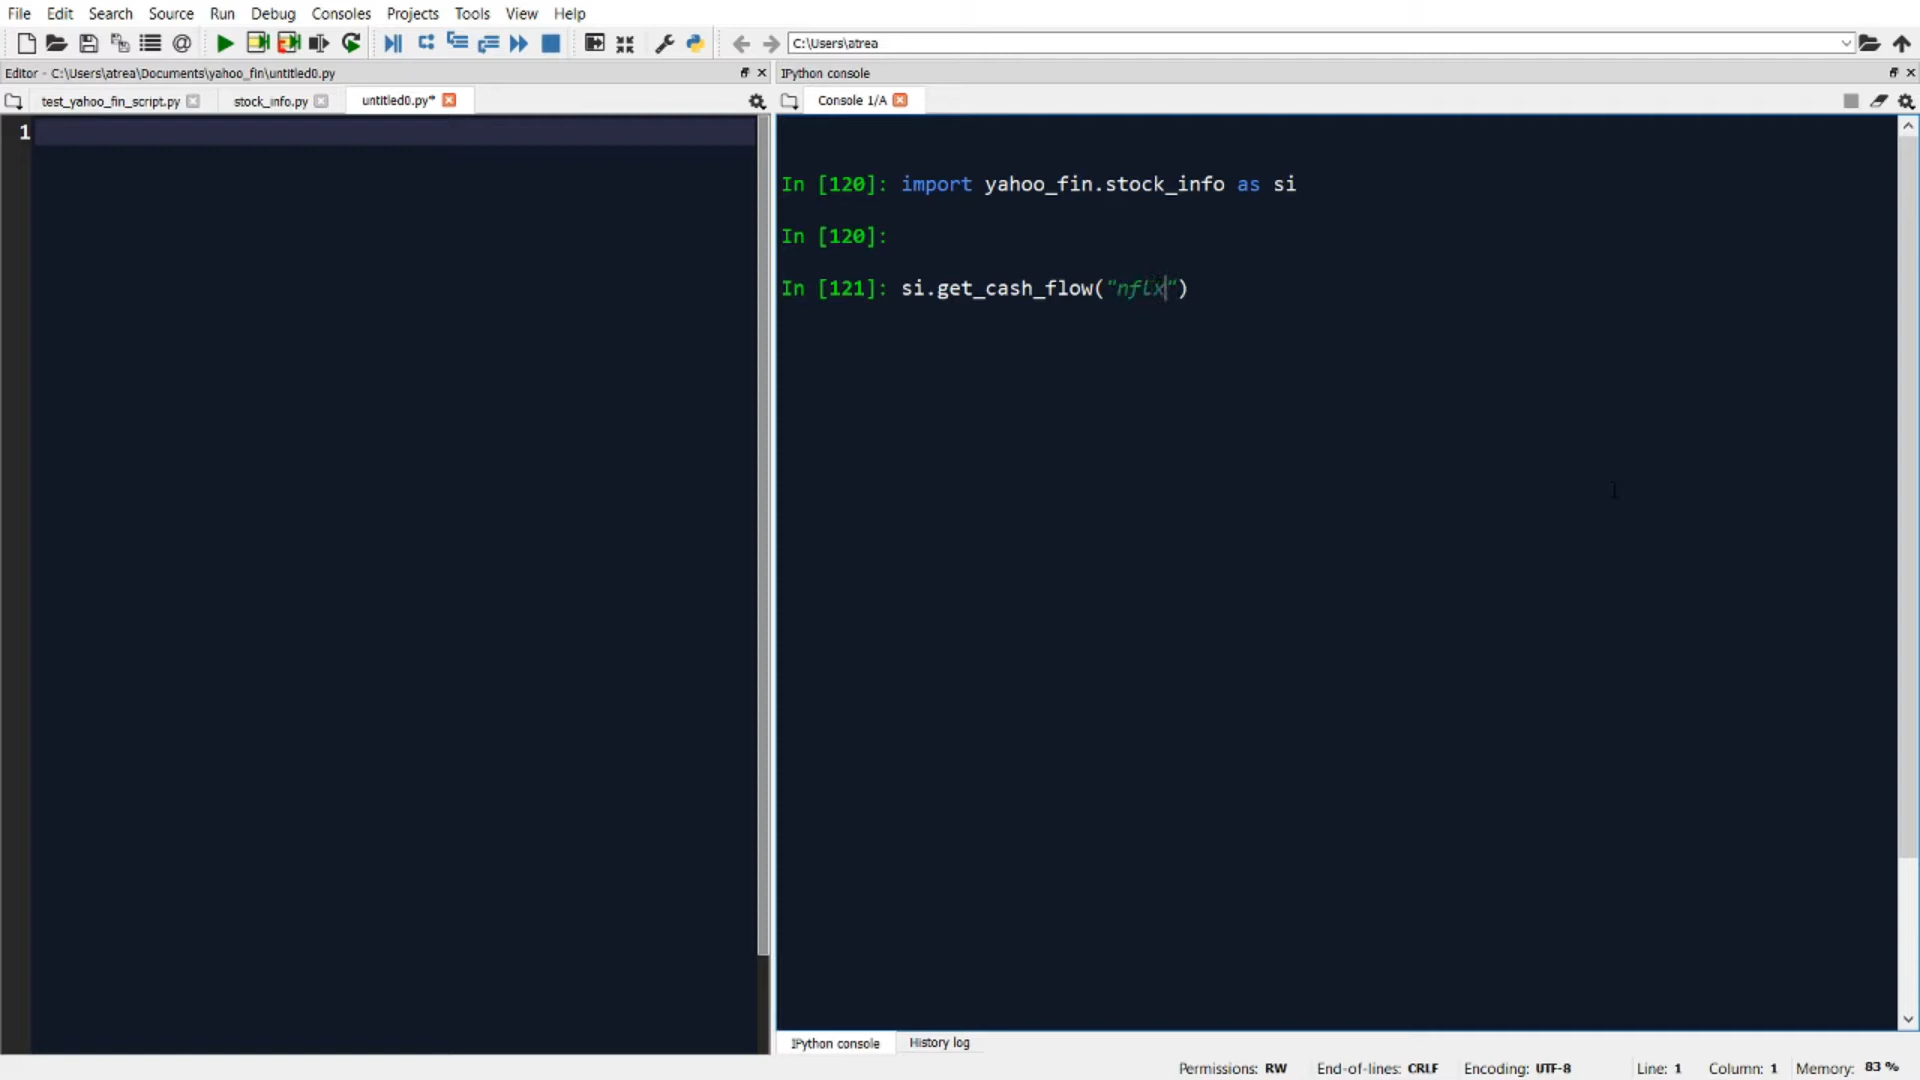 File Edit Search Source Run Debug Consoles Projects Tools View Help
C:\Users\atrea
Editor - C:\Users\atrea\Documents\yahoo_fin\untitled0.py
IPython console
test_yahoo_fin_script.py stock_info.py untitled0.py*
Console 1/A
1
In [120]: import yahoo_fin.stock_info as si
In [120]:
In [121]: si.get_cash_flow("nflx")
IPython console History log
Permissions: RW End-of-lines: CRLF Encoding: UTF-8 Line: 1 Column: 1 Memory: 83 %